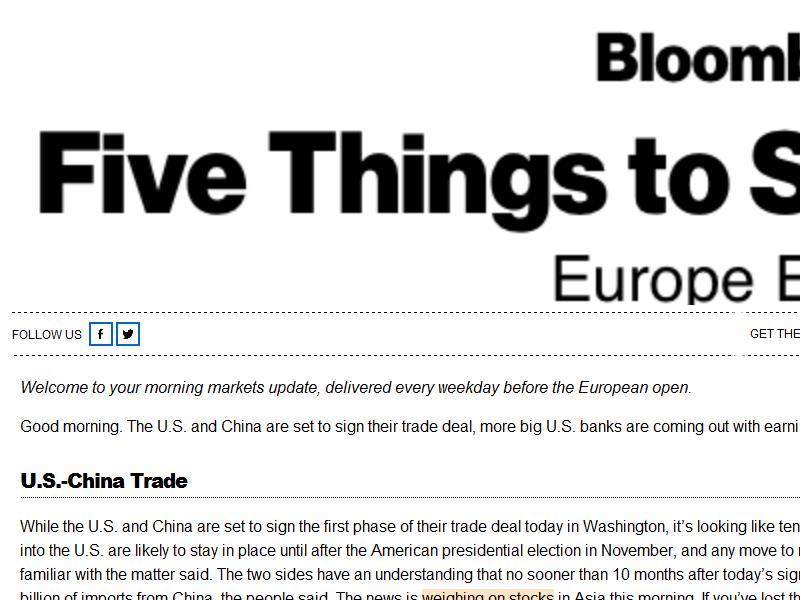 Bloomb
Five Things to S
Europe E
FOLLOW US
GET THE
Welcome to your morning markets update, delivered every weekday before the European open.
Good morning. The U.S. and China are set to sign their trade deal, more big U.S. banks are coming out with earni
U.S.-China Trade
While the U.S. and China are set to sign the first phase of their trade deal today in Washington, it's looking like ten
into the U.S. are likely to stay in place until after the American presidential election in November, and any move to
familiar with the matter said. The two sides have an understanding that no sooner than 10 months after today's sig
billion of imports from China, the people said. The news is weighing on stocks in Asia this morning. If you've lost th